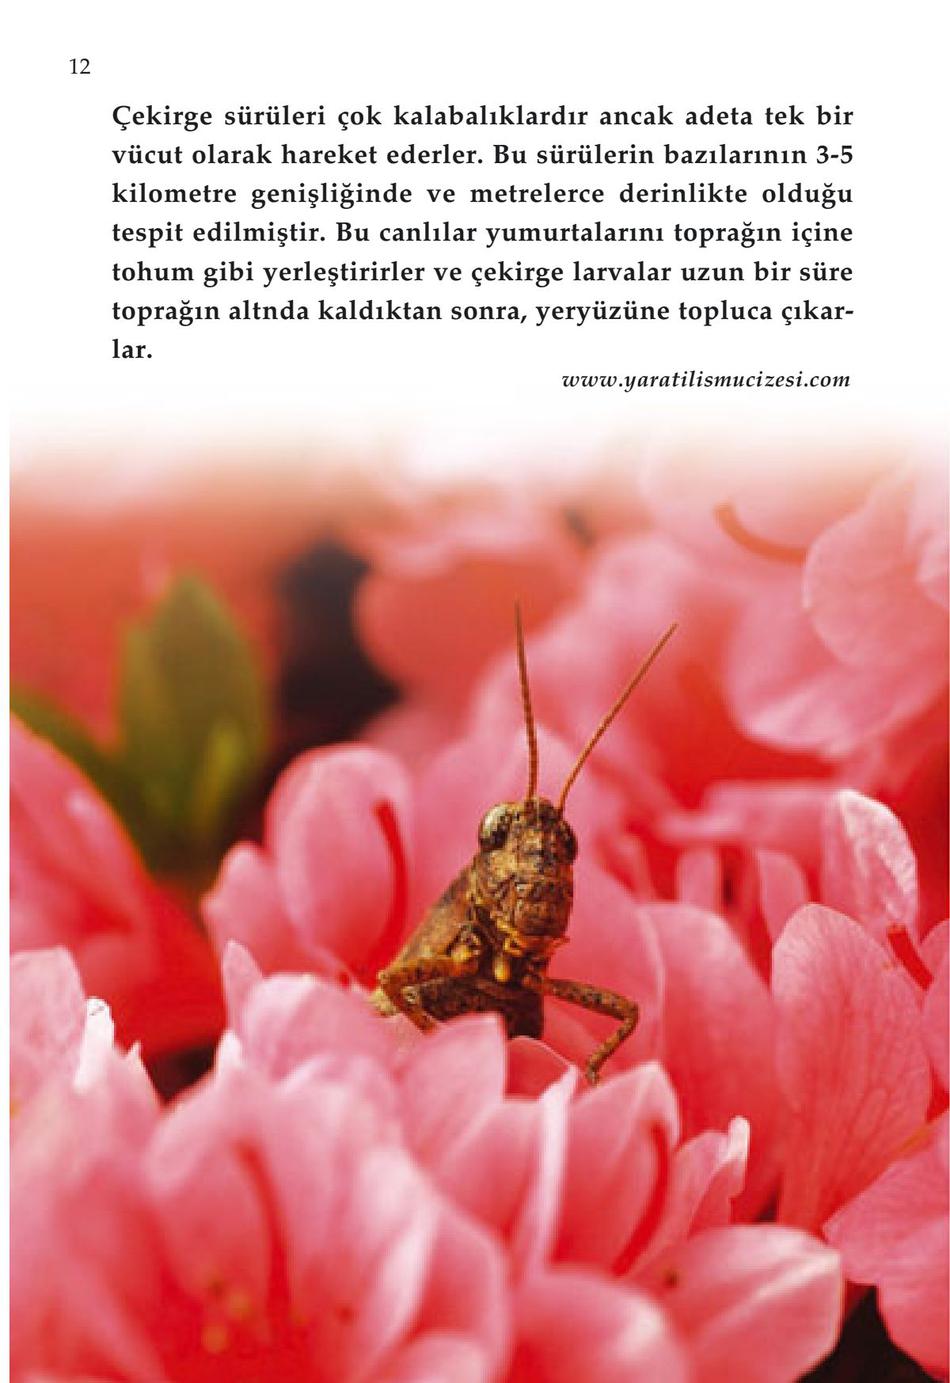 12
Çekirge sürüleri çok kalabalıklardır ancak adeta tek bir
vücut olarak hareket ederler. Bu sürülerin bazılarının 3-5
kilometre genişliğinde ve metrelerce derinlikte olduğu
tespit edilmiştir. Bu canlılar yumurtalarını toprağın içine
tohum gibi yerleştirirler ve çekirge larvalar uzun bir süre
toprağın altnda kaldıktan sonra, yeryüzüne topluca çıkar-
lar.
www.yaratilismucizesi.com